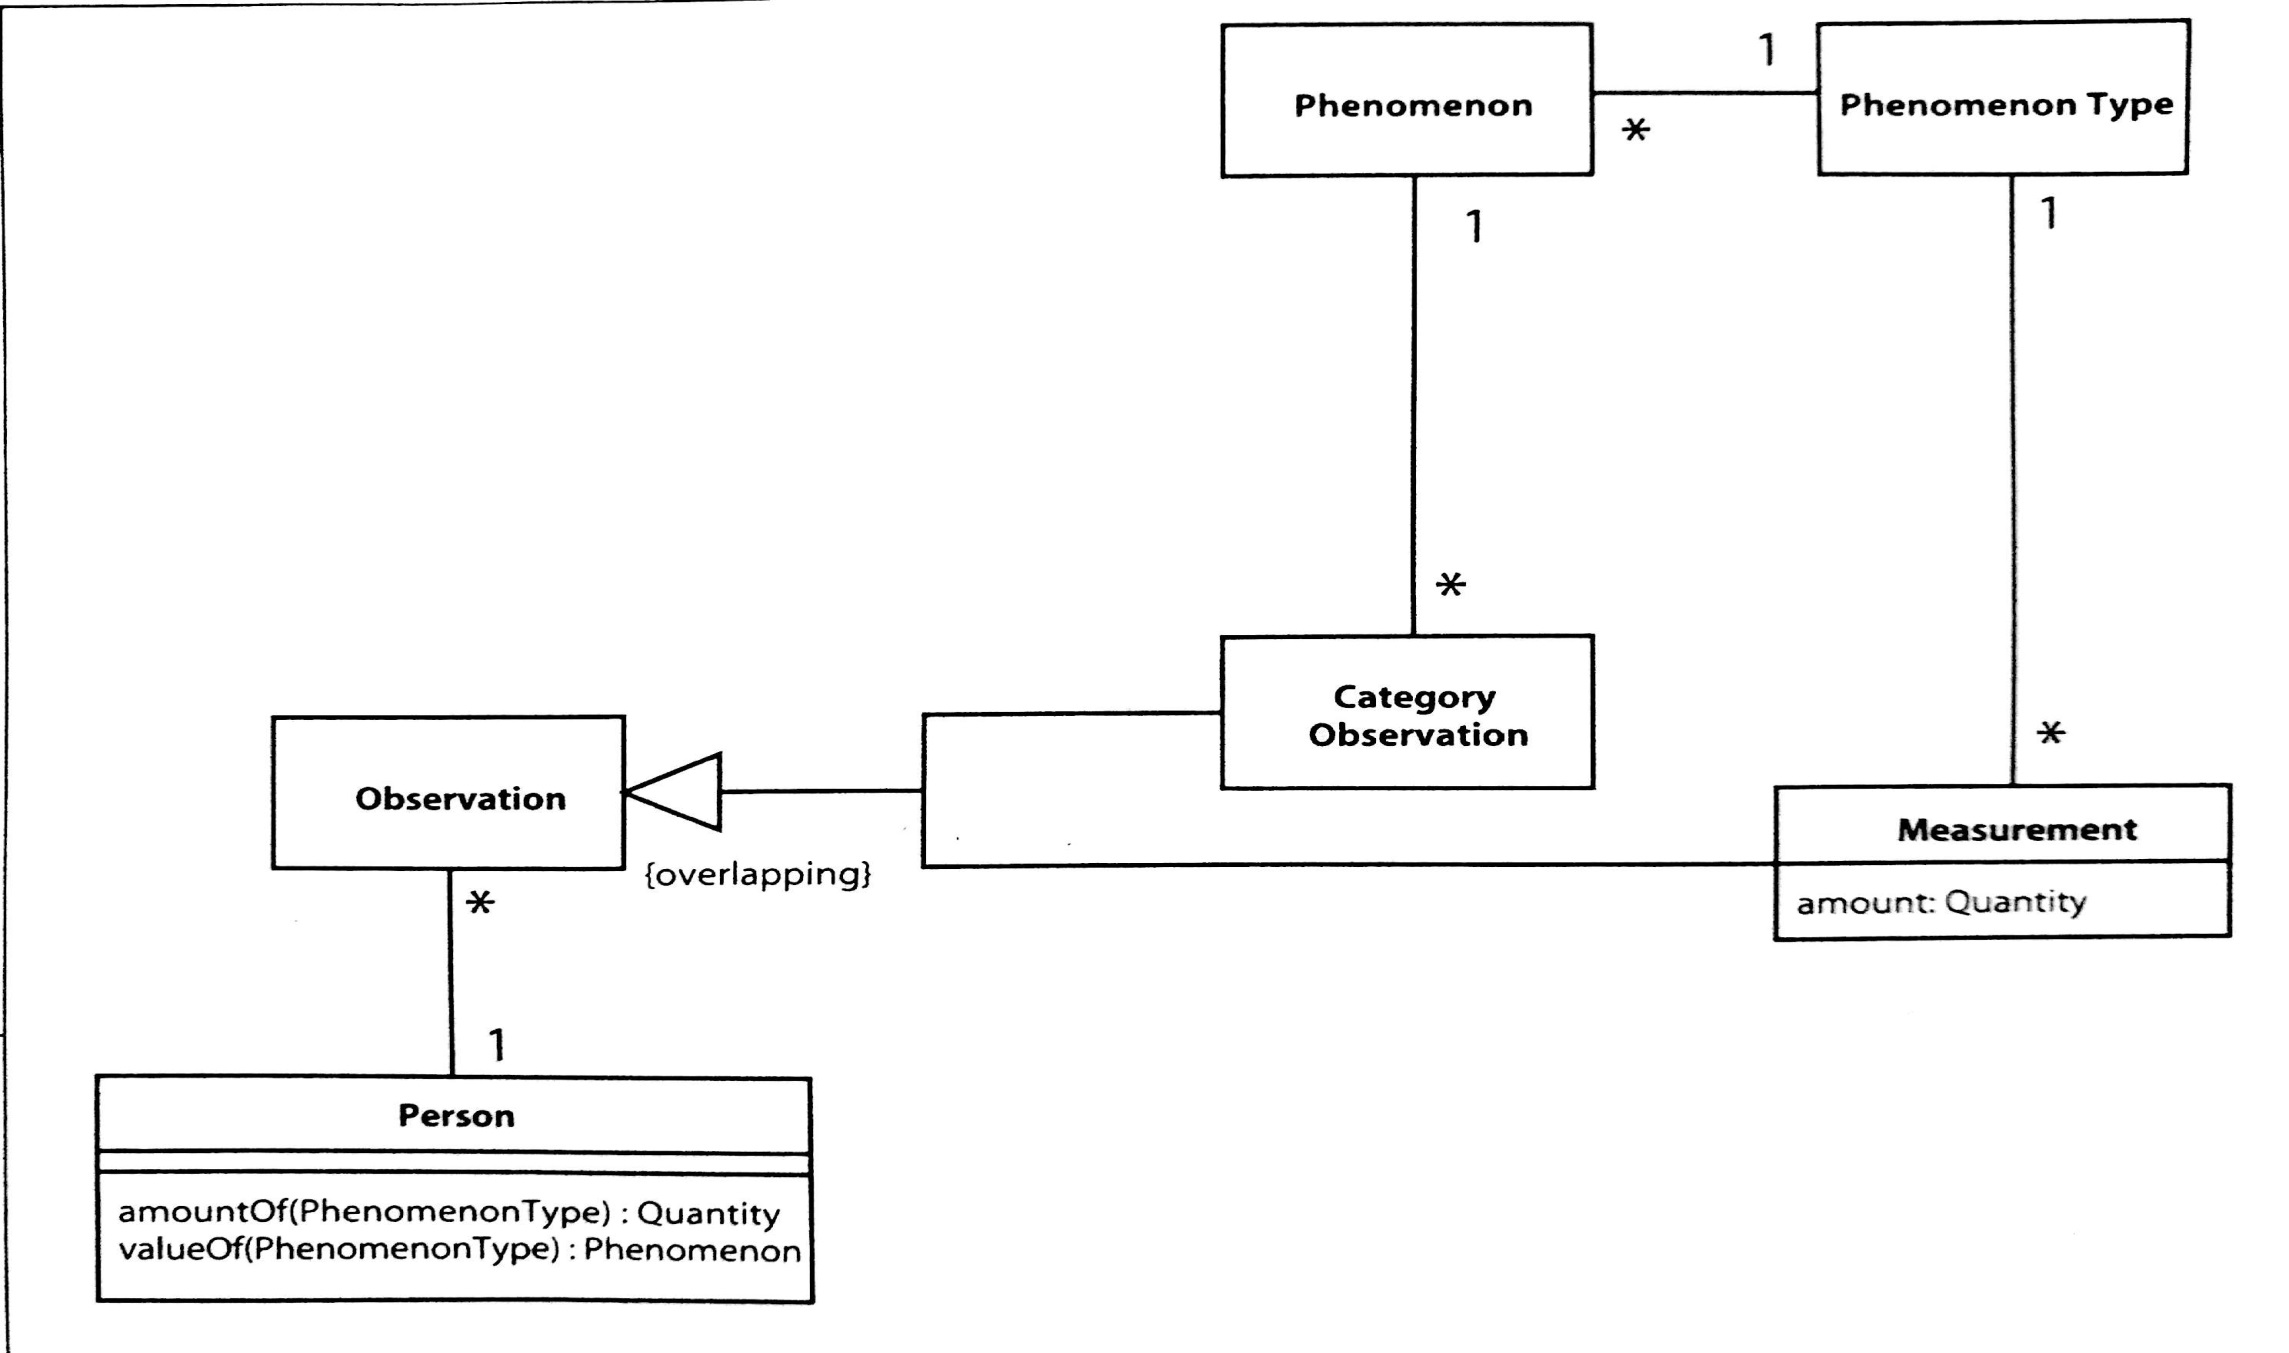 Phenomenon
1
*
Phenomenon Type
1
1
*
Category
Observation
*
Observation
{overlapping}
Measurement
amount: Quantity
*
1
Person
amountOf(PhenomenonType) : Quantity
valueOf(PhenomenonType) : Phenomenon